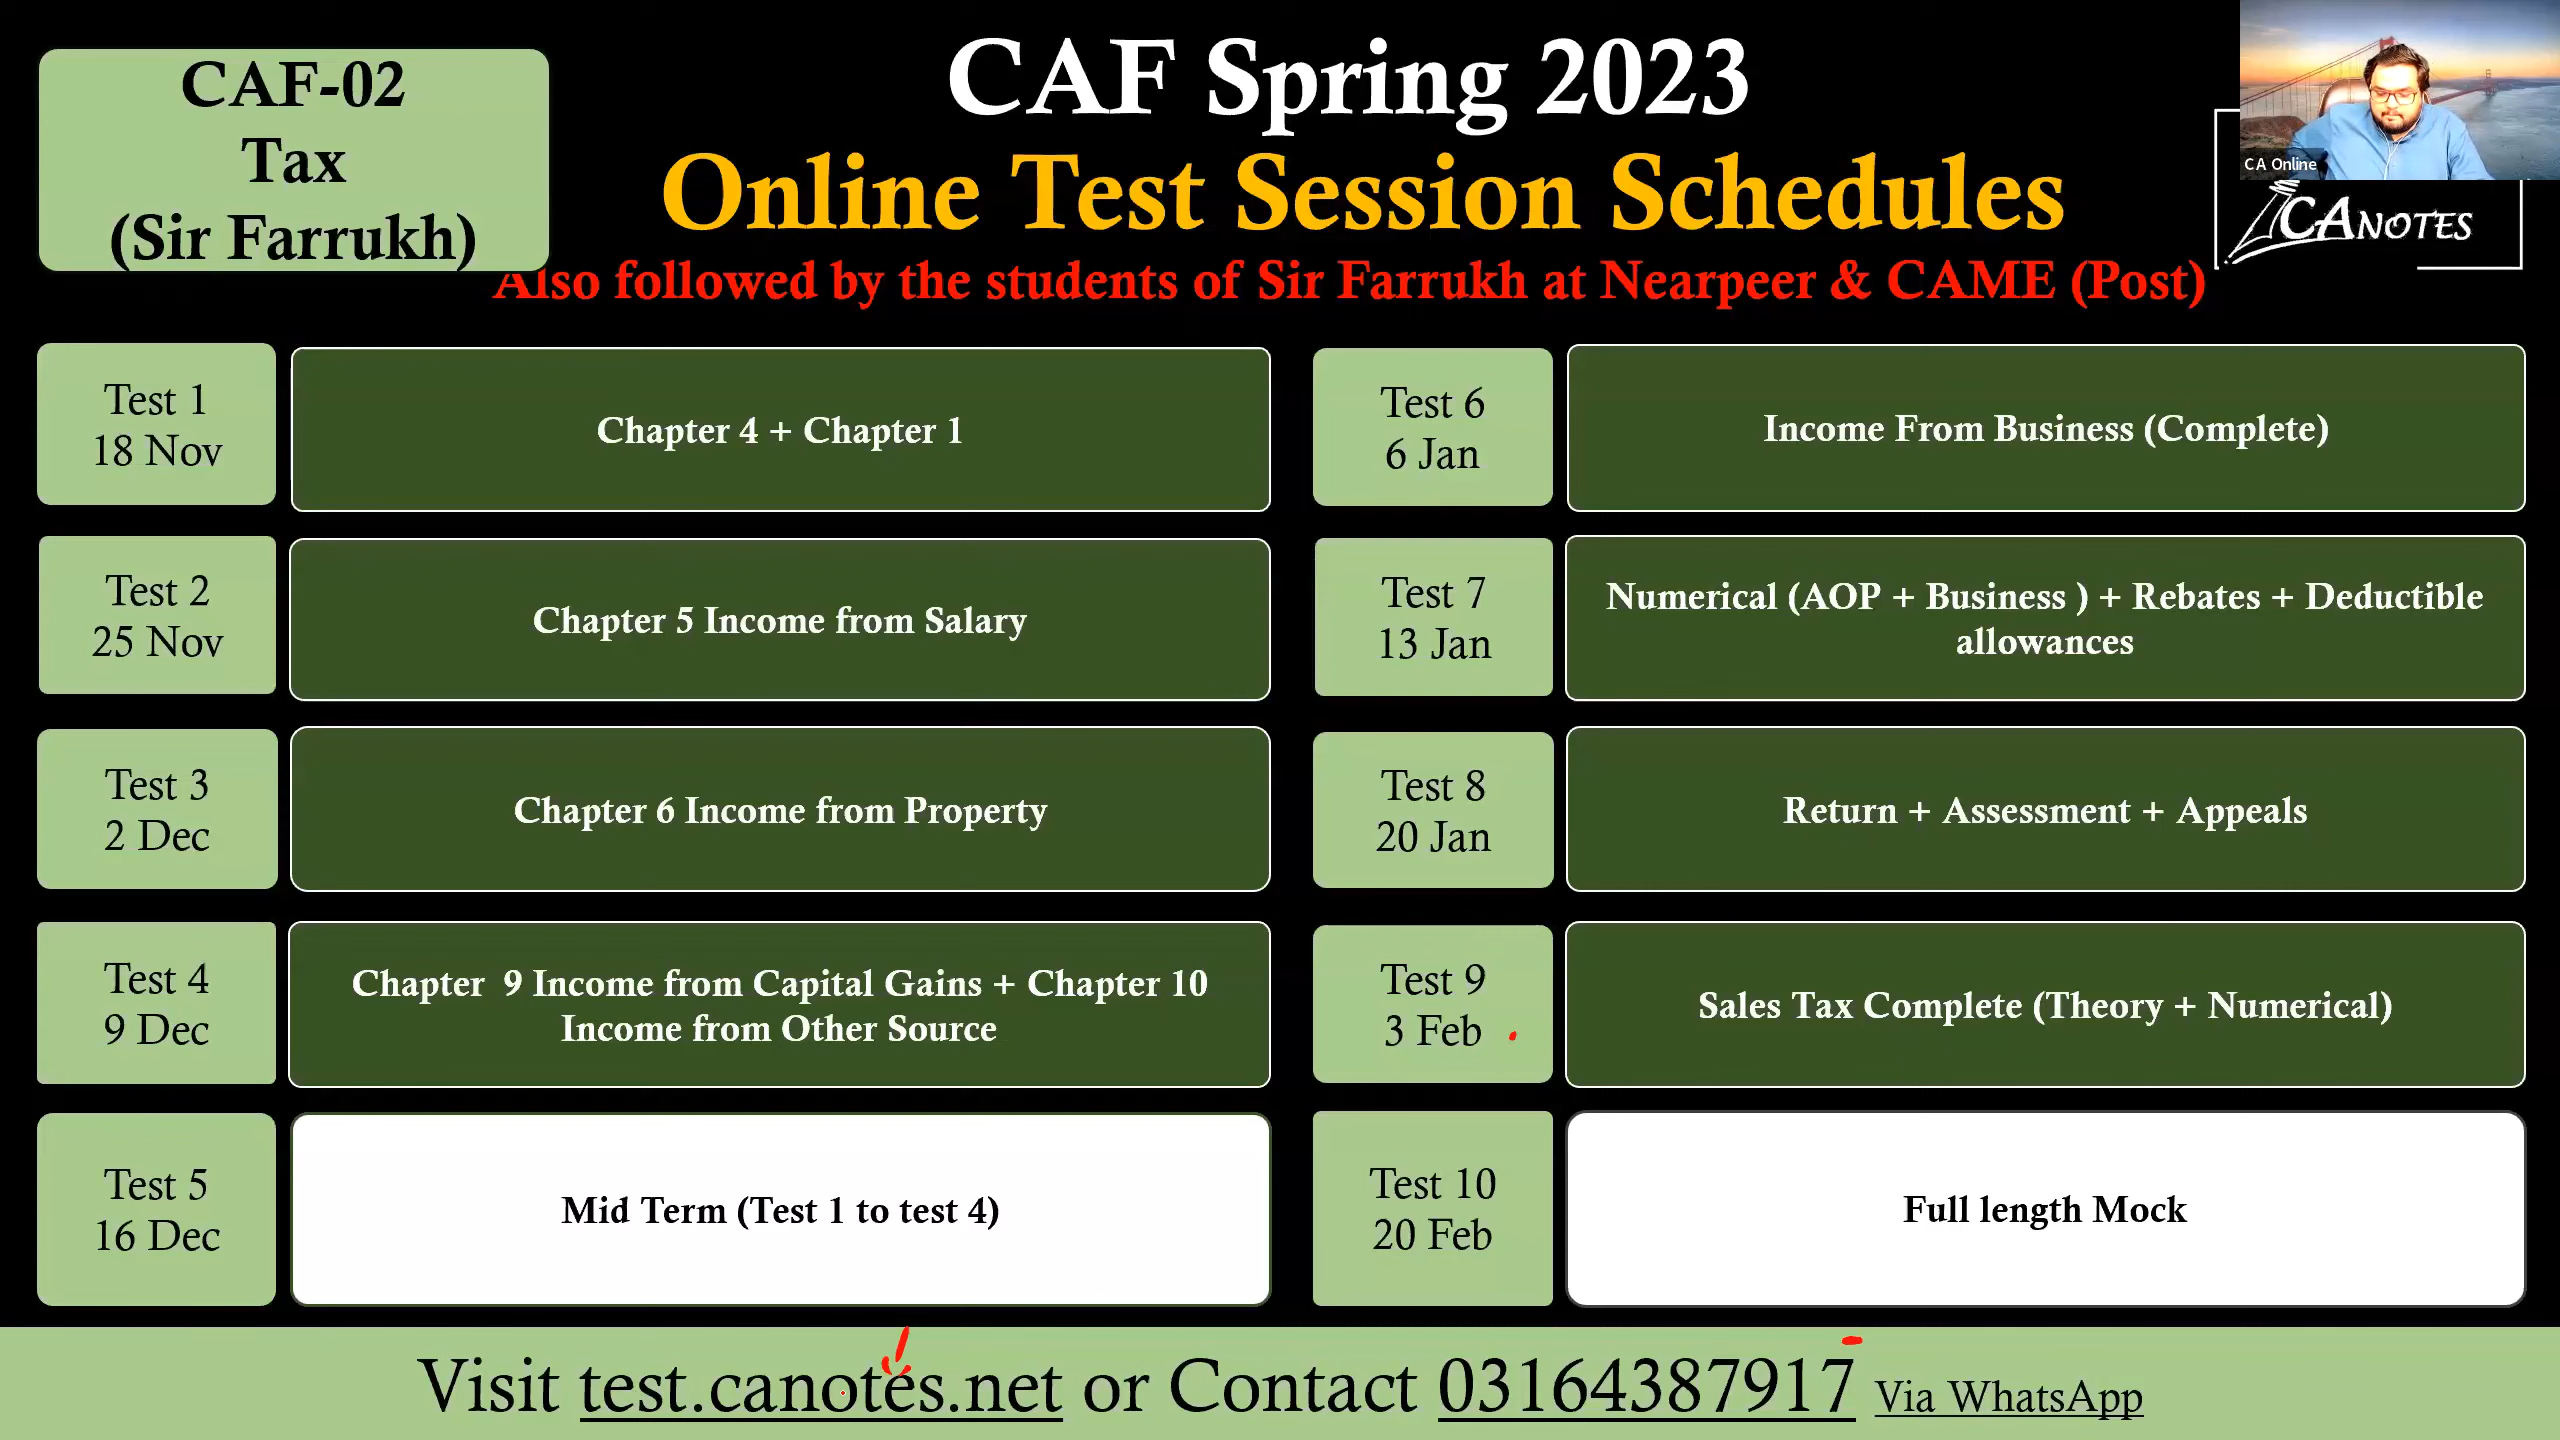 CAF-02
Tax
(Sir Farrukh)
CAF Spring 2023
Online Test Session Schedules
Also followed by the students of Sir Farrukh at Nearpeer & CAME (Post)
CA Online
CANOTES
Test 1
18 Nov
Chapter 4 + Chapter 1
Test 2
25 Nov
Chapter 5 Income from Salary
Test 3
2 Dec
Chapter 6 Income from Property
Test 4
9 Dec
Chapter 9 Income from Capital Gains + Chapter 10
Income from Other Source
Test 5
16 Dec
Mid Term (Test 1 to test 4)
Test 6
6 Jan
Income From Business (Complete)
Test 7
13 Jan
Numerical (AOP + Business ) + Rebates + Deductible
allowances
Test 8
20 Jan
Return + Assessment + Appeals
Test 9
3 Feb
Sales Tax Complete (Theory + Numerical)
Test 10
20 Feb
Full length Mock
Visit test.canotes.net or Contact 03164387917 Via WhatsApp